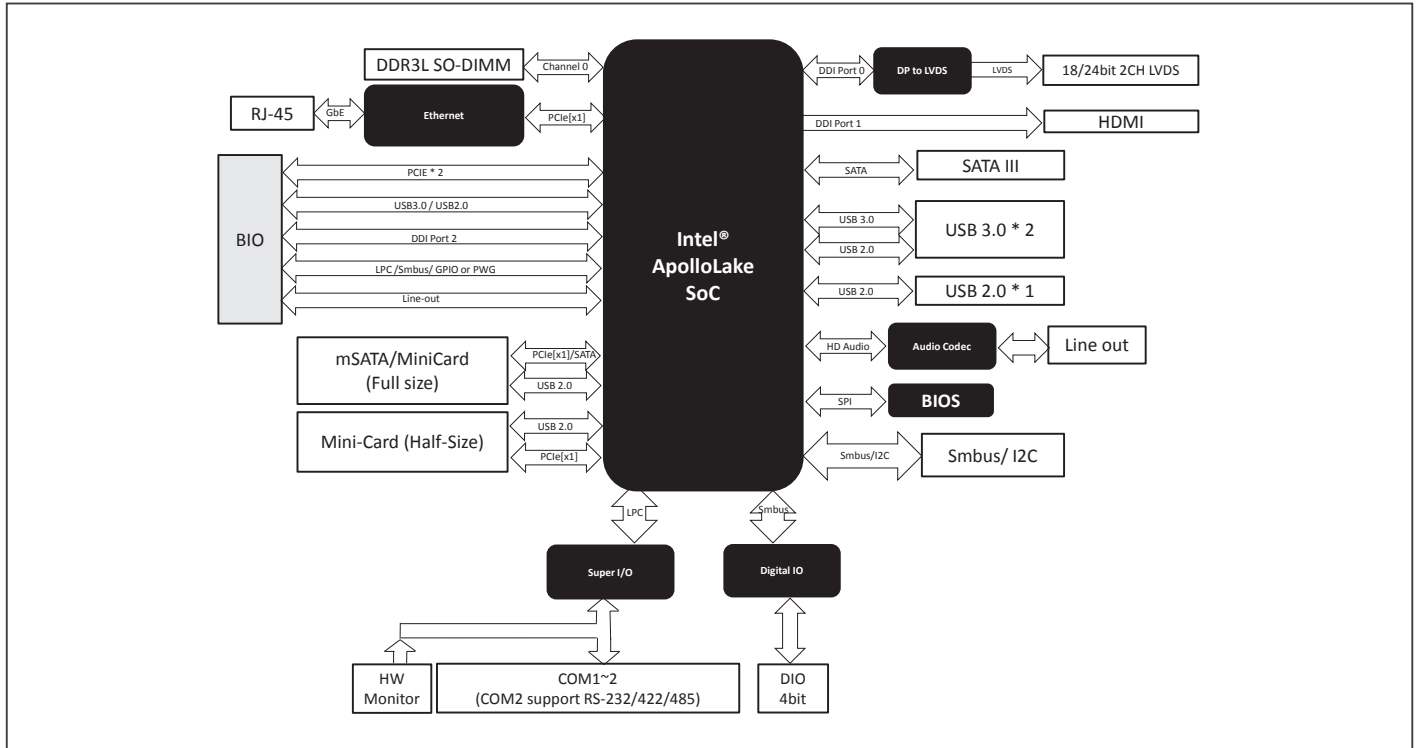 DDR3L SO-DIMM
Channel 0
RJ-45
GbE
Ethernet
PCIe[x1]
BIO
PCIE * 2
USB3.0 / USB2.0
DDI Port 2
LPC /Smbus/ GPIO or PWG
Line-out
mSATA/MiniCard
(Full size)
PCIe[x1]/SATA
USB 2.0
Mini-Card (Half-Size)
USB 2.0
PCIe[x1]
Intel®
ApolloLake
SoC
DDI Port 0
DP to LVDS
LVDS
18/24bit 2CH LVDS
DDI Port 1
HDMI
SATA
SATA III
USB 3.0
USB 2.0
USB 3.0 * 2
USB 2.0
USB 2.0 * 1
HD Audio
Audio Codec
Line out
SPI
BIOS
Smbus/I2C
Smbus/ I2C
LPC
Smbus
Super I/O
Digital IO
HW
Monitor
COM1~2
(COM2 support RS-232/422/485)
DIO
4bit